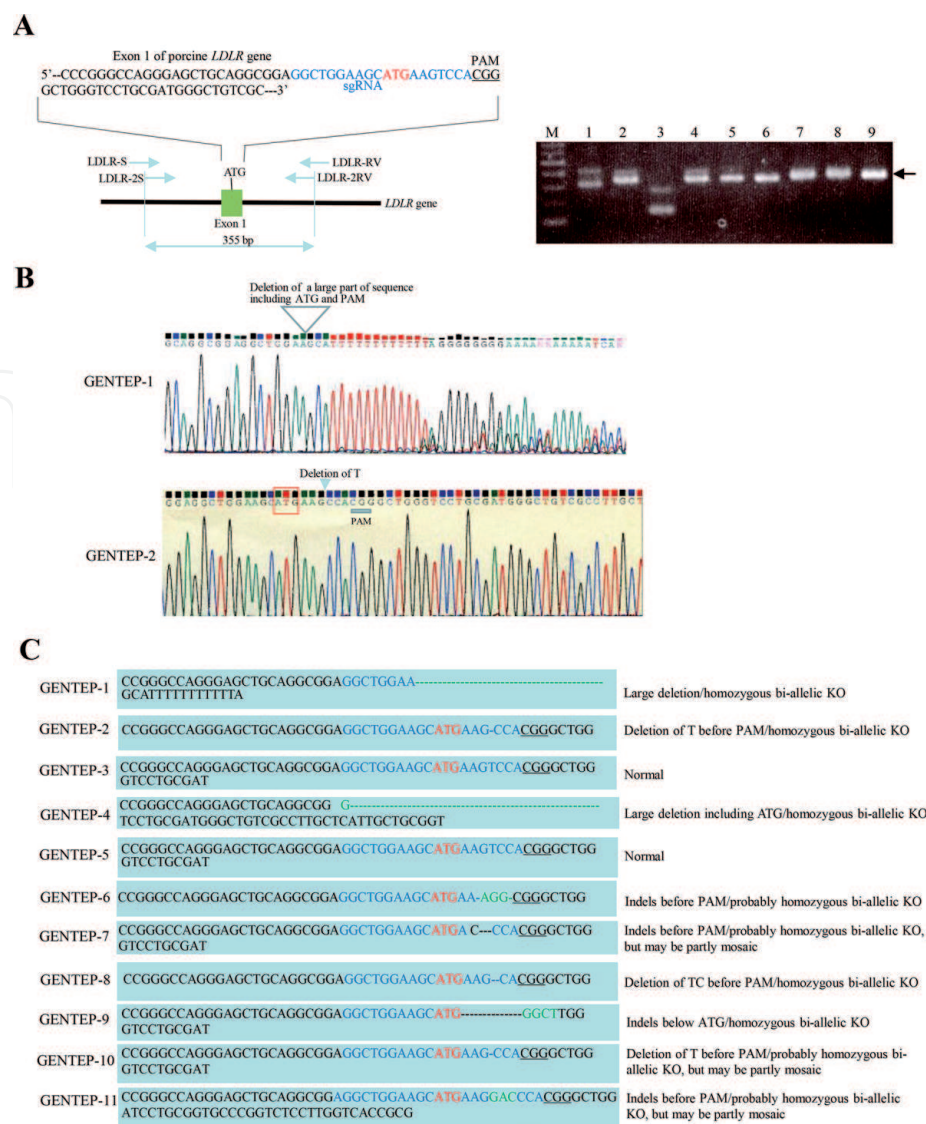 A
Exon 1 of porcine LDLR gene
PAM
5'--CCCGGGCCAGGGAGCTGCAGGCGGAGGCTGGAAGCATGAAGTCCACGG
GCTGGGTCCTGCGATGGGCTGTCGC---3'
sgRNA
LDLR-S
LDLR-2S
ATG
LDLR-RV
LDLR-2RV
LDLR gene
Exon 1
355 bp
M 1 2 3 4 5 6 7 8 9
B
Deletion of a large part of sequence
including ATG and PAM
GENTEP-1
Deletion of T
GGAGGCTGGAAGCATGAAGCCACGGGCTGGGTCCTGCGATGGGCTGTCGCCTTGCT
PAM
GENTEP-2
C
GENTEP-1
CCGGGCCAGGGAGCTGCAGGCGGAGGCTGGAA
GCATTTTTTTTTTTA
Large deletion/homozygous bi-allelic KO
GENTEP-2
CCGGGCCAGGGAGCTGCAGGCGGAGGCTGGAAGCATGAAG-CCACGGGCTGG
Deletion of T before PAM/homozygous bi-allelic KO
GENTEP-3
CCGGGCCAGGGAGCTGCAGGCGGAGGCTGGAAGCATGAAGTCCACGGGCTGG
GTCCTGCGAT
Normal
GENTEP-4
CCGGGCCAGGGAGCTGCAGGCGG G
TCCTGCGATGGGCTGTCGCCTTGCTCATTGCTGCGGT
Large deletion including ATG/homozygous bi-allelic KO
GENTEP-5
CCGGGCCAGGGAGCTGCAGGCGGAGGCTGGAAGCATGAAGTCCACGGGCTGG
GTCCTGCGAT
Normal
GENTEP-6
CCGGGCCAGGGAGCTGCAGGCGGAGGCTGGAAGCATGAA-AGG-CGGGCTGG
Indels before PAM/probably homozygous bi-allelic KO
GENTEP-7
CCGGGCCAGGGAGCTGCAGGCGGAGGCTGGAAGCATGA C---CCACGGGCTGG
GTCCTGCGAT
Indels before PAM/probably homozygous bi-allelic KO,
but may be partly mosaic
GENTEP-8
CCGGGCCAGGGAGCTGCAGGCGGAGGCTGGAAGCATGAAG--CACGGGCTGG
Deletion of TC before PAM/homozygous bi-allelic KO
GENTEP-9
CCGGGCCAGGGAGCTGCAGGCGGAGGCTGGAAGCATG--------------GGCTTGG
GTCCTGCGAT
Indels below ATG/homozygous bi-allelic KO
GENTEP-10
CCGGGCCAGGGAGCTGCAGGCGGAGGCTGGAAGCATGAAG-CCACGGGCTGG
GTCCTGCGAT
Deletion of T before PAM/probably homozygous bi-
allelic KO, but may be partly mosaic
GENTEP-11
CCGGGCCAGGGAGCTGCAGGCGGAGGCTGGAAGCATGAAGGACCCACGGGCTGG
ATCCTGCGGTGCCCGGTCTCCTTGGTCACCGCG
Indels before PAM/probably homozygous bi-allelic
KO, but may be partly mosaic